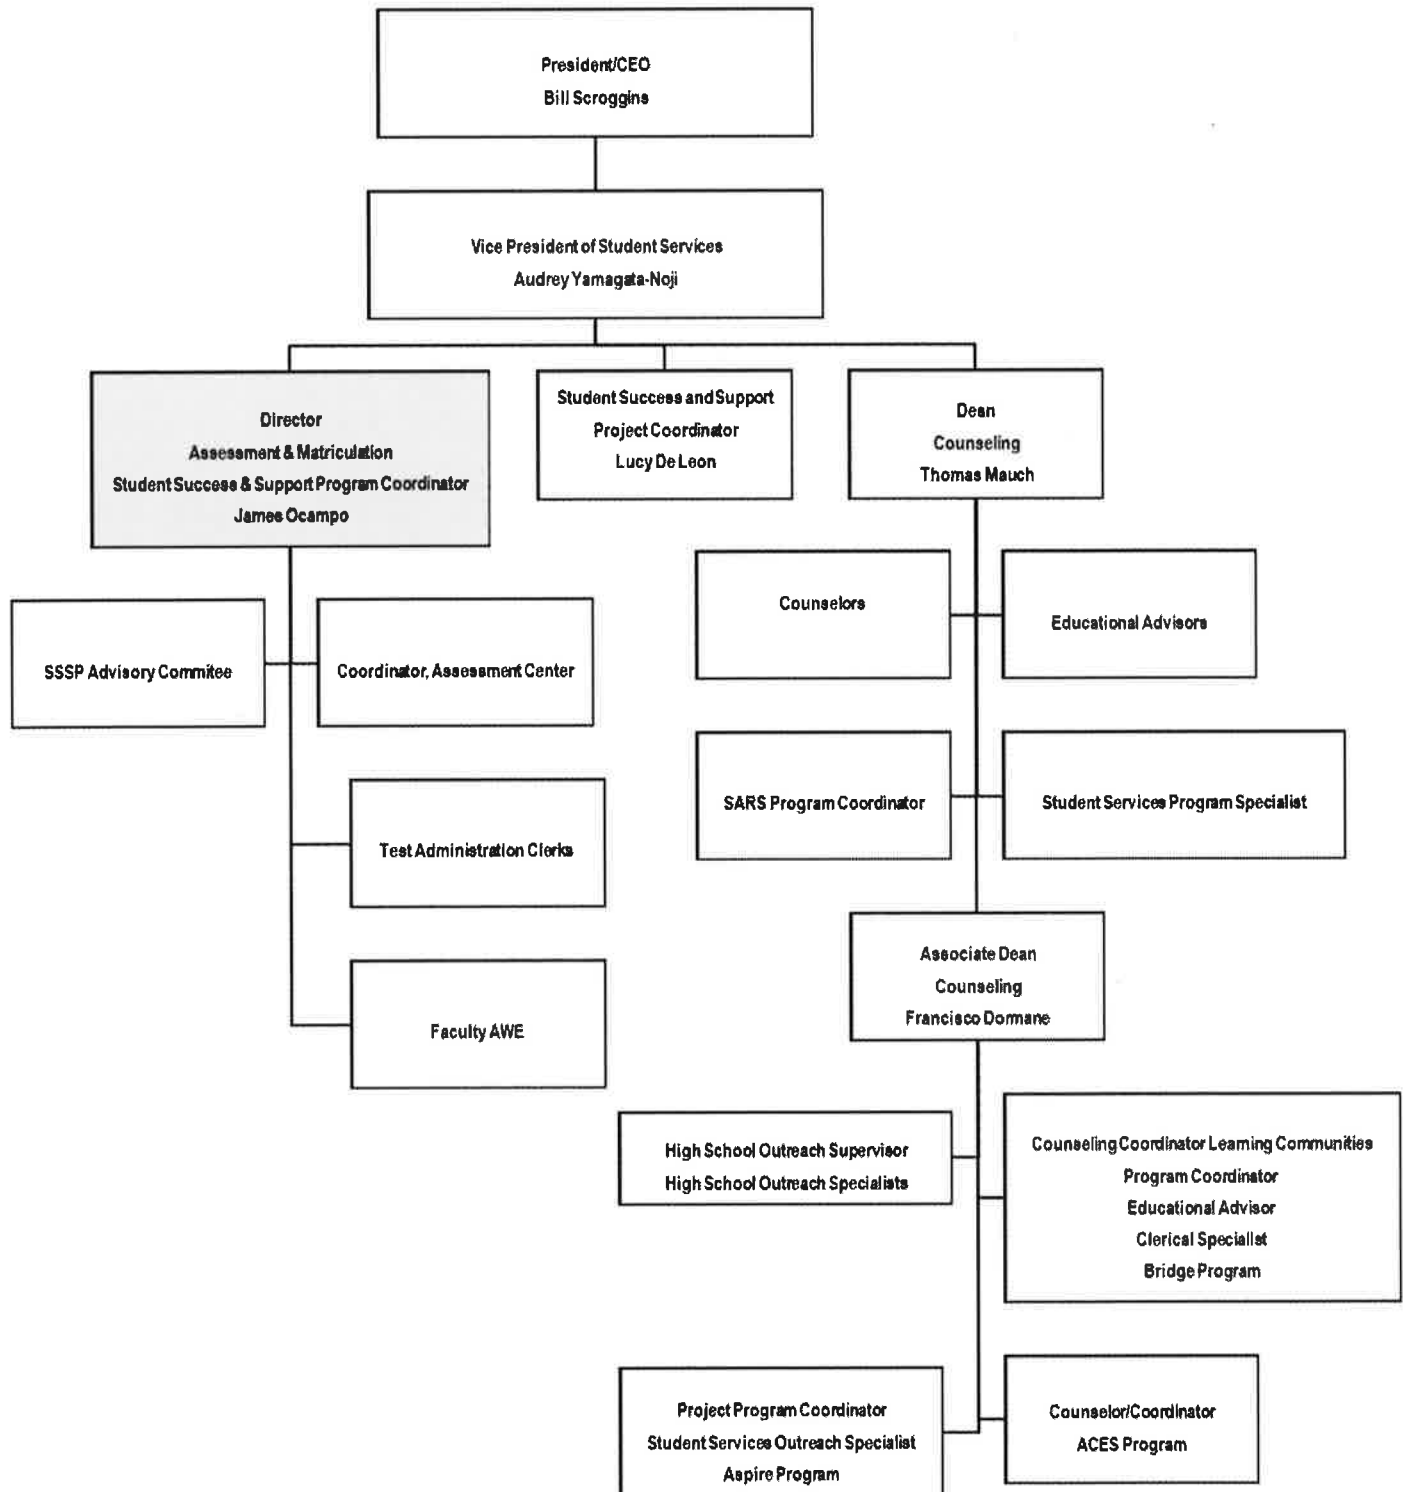 President/CEO
Bill Scroggins
Vice President of Student Services
Audrey Yamagata-Noji
Director
Assessment & Matriculation
Student Success & Support Program Coordinator
James Ocampo
Student Success and Support
Project Coordinator
Lucy De Leon
Dean
Counseling
Thomas Mauch
SSSP Advisory Commitee
Coordinator, Assessment Center
Test Administration Clerks
Faculty AWE
Counselors
Educational Advisors
SARS Program Coordinator
Student Services Program Specialist
Associate Dean
Counseling
Francisco Dormane
High School Outreach Supervisor
High School Outreach Specialists
Counseling Coordinator Learning Communities
Program Coordinator
Educational Advisor
Clerical Specialist
Bridge Program
Project Program Coordinator
Student Services Outreach Specialist
Aspire Program
Counselor/Coordinator
ACES Program